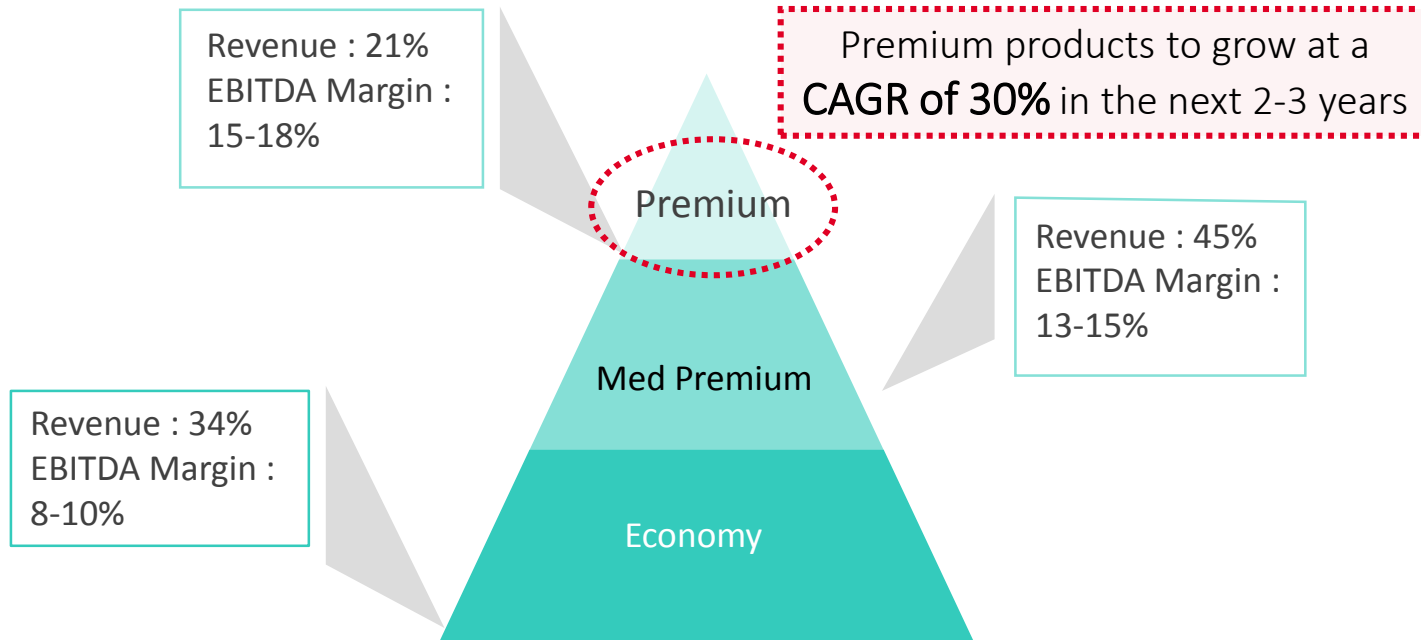 Revenue : 21%
EBITDA Margin :
15-18%
Premium products to grow at a
CAGR of 30% in the next 2-3 years
Premium
Revenue : 45%
EBITDA Margin :
13-15%
Med Premium
Revenue : 34%
EBITDA Margin :
8-10%
Economy